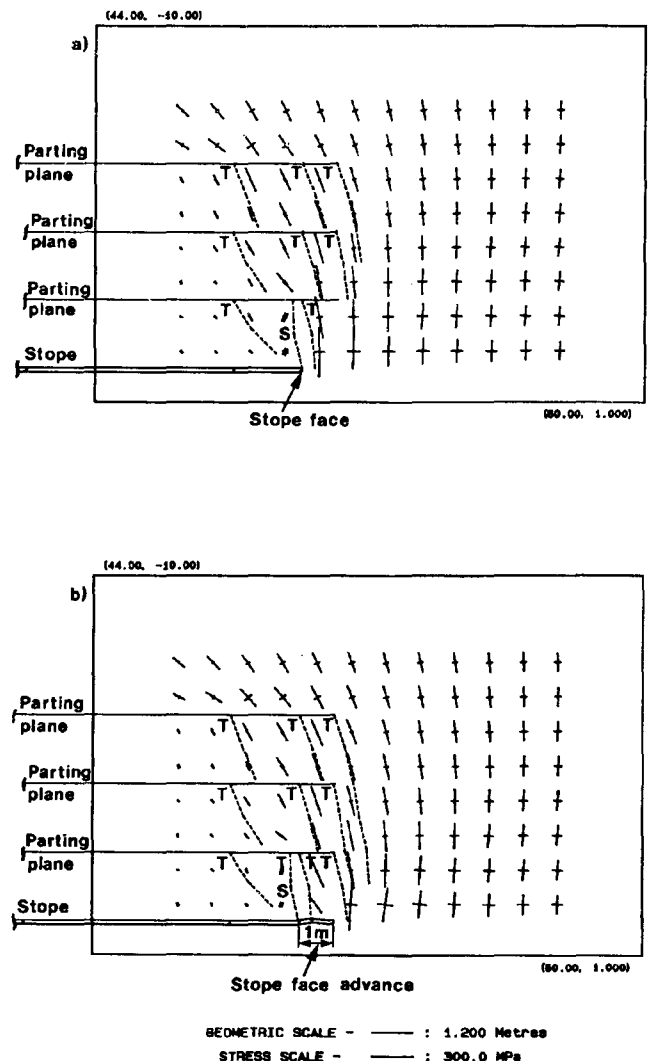 (44.00, -10.00)
a)
Parting
plane
T T T
Parting
plane
T T T
Parting
plane
T T
S
Stope
Stope face
(60.00, 1.000)
(44.00, -10.00)
b)
Parting
plane
T T T
Parting
plane
T T T
Parting
plane
T T T T
S
Stope
1m
Stope face advance
(60.00, 1.000)
GEOMETRIC SCALE - : 1.200 Metres
STRESS SCALE - : 300.0 MPa